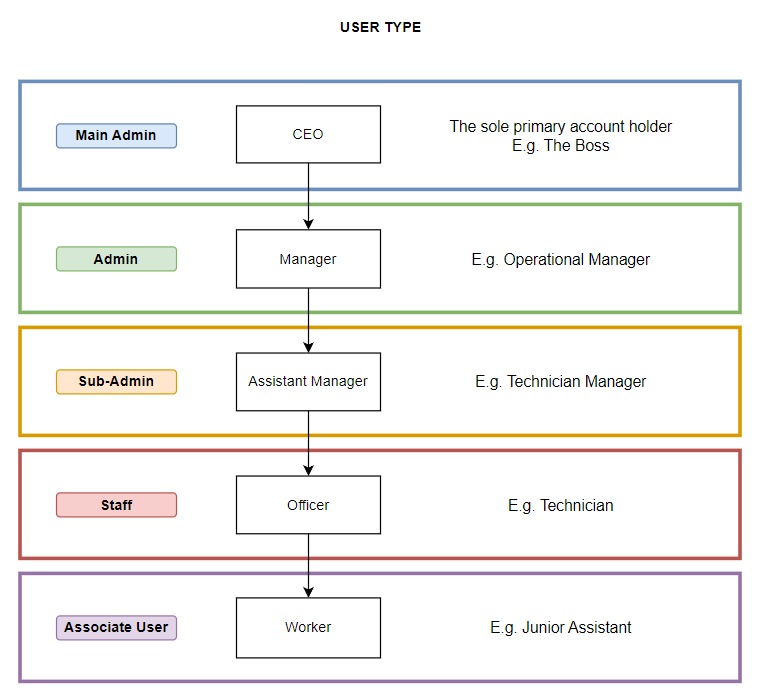 USER TYPE
Main Admin
CEO
The sole primary account holder
E.g. The Boss
Admin
Manager
E.g. Operational Manager
Sub-Admin
Assistant Manager
E.g. Technician Manager
Staff
Officer
E.g. Technician
Associate User
Worker
E.g. Junior Assistant